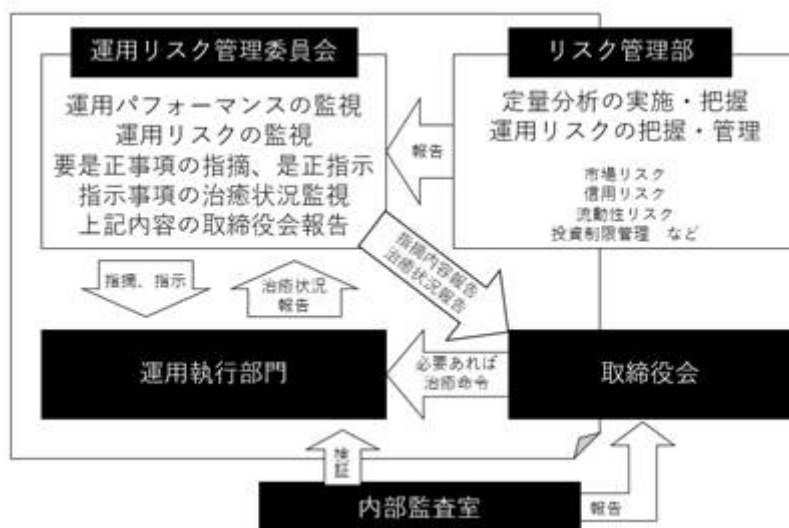 運用リスク管理委員会
運用パフォーマンスの監視
運用リスクの監視
要是正事項の指摘、是正指示
指示事項の治癒状況監視
上記内容の取締役会報告
リスク管理部
定量分析の実施・把握
運用リスクの把握・管理
市場リスク
信用リスク
流動性リスク
投資制限管理 など
報告
指摘内容報告
治癒状況報告
指摘、指示
治癒状況
報告
運用執行部門
必要あれば
治癒命令
取締役会
検証
内部監査室
報告